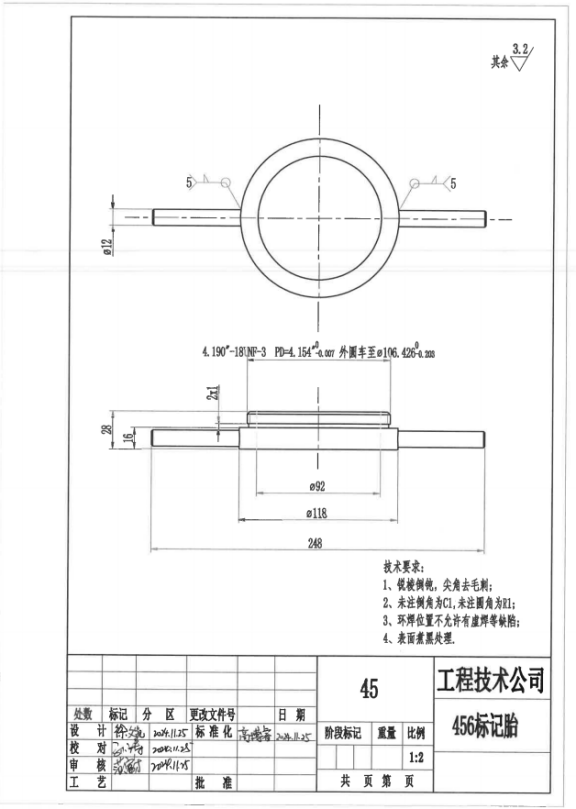 其余 3.2
5 5
ø12
4.190"-18UNF-3 PD=4.154"0-0.007 外圆车至ø106.426 0-0.203
2x1
28
16
ø92
ø118
248
技术要求:
1、锐棱倒钝, 尖角去毛刺;
2、未注倒角为C1,未注圆角为R1;
3、环焊位置不允许有虚焊等缺陷;
4、表面煮黑处理.
45
工程技术公司
456标记胎
处数 标记 分 区 更改文件号 日 期
设 计 2024.11.25 标 准 化 2024.11.25
校 对 2024.11.25
审 核 2024.11.25
工 艺 批 准
阶段标记 重量 比例
1:2
共 页 第 页